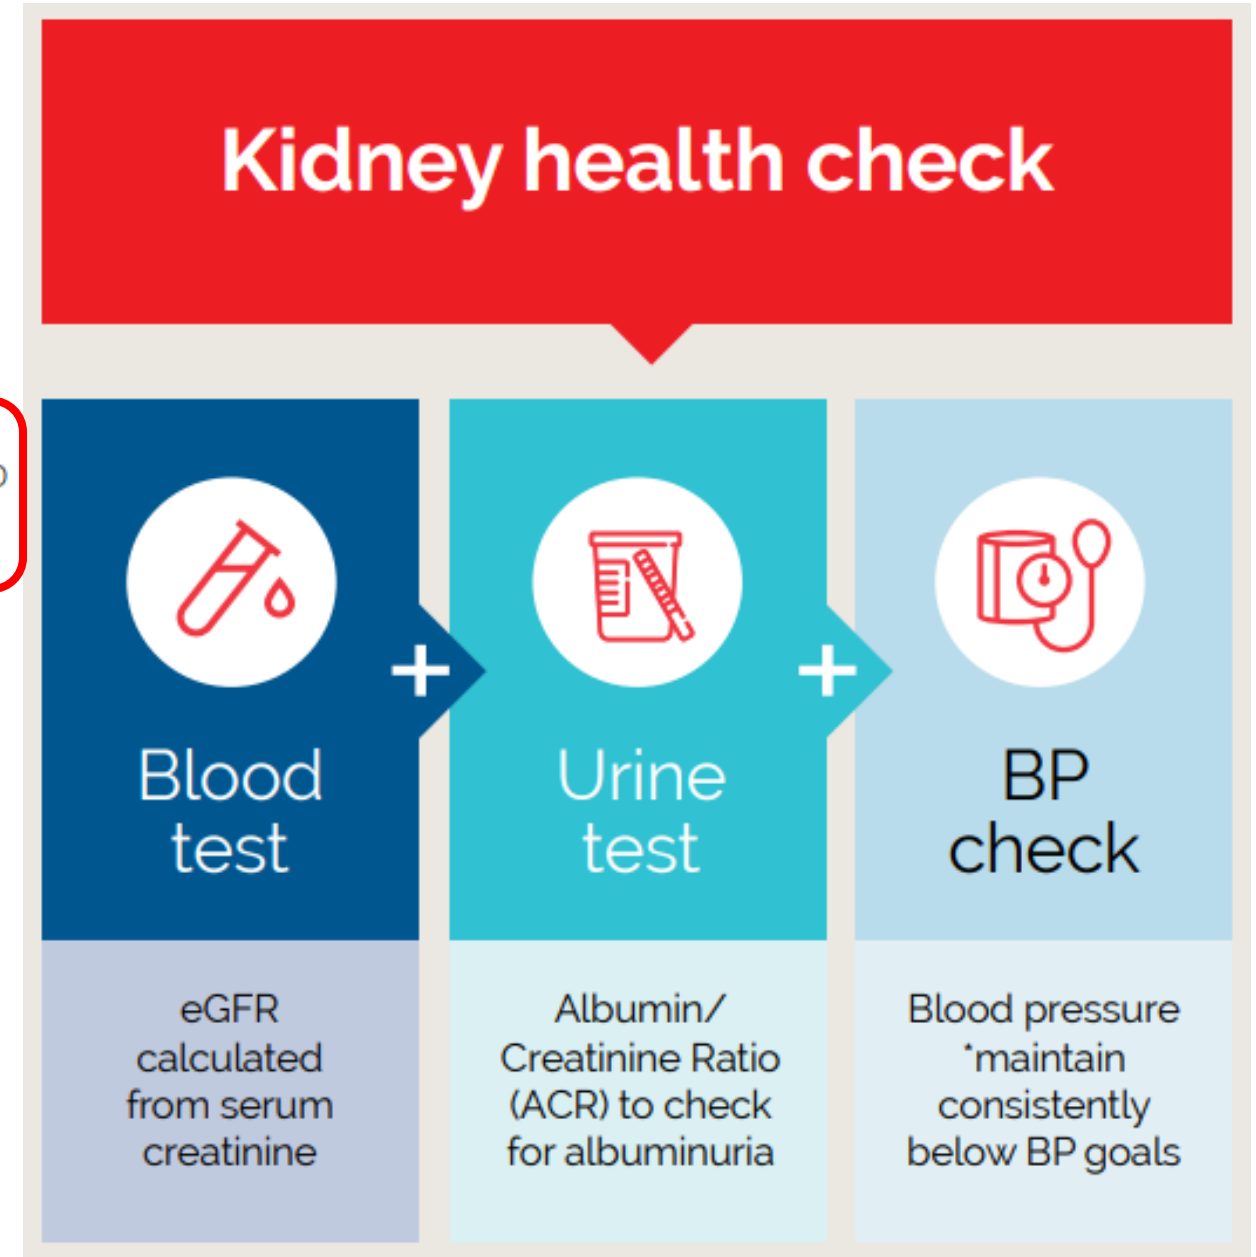 Kidney health check
Blood
test
Urine
test
BP
check
eGFR
calculated
from serum
creatinine
Albumin/
Creatinine Ratio
(ACR) to check
for albuminuria
Blood pressure
*maintain
consistently
below BP goals